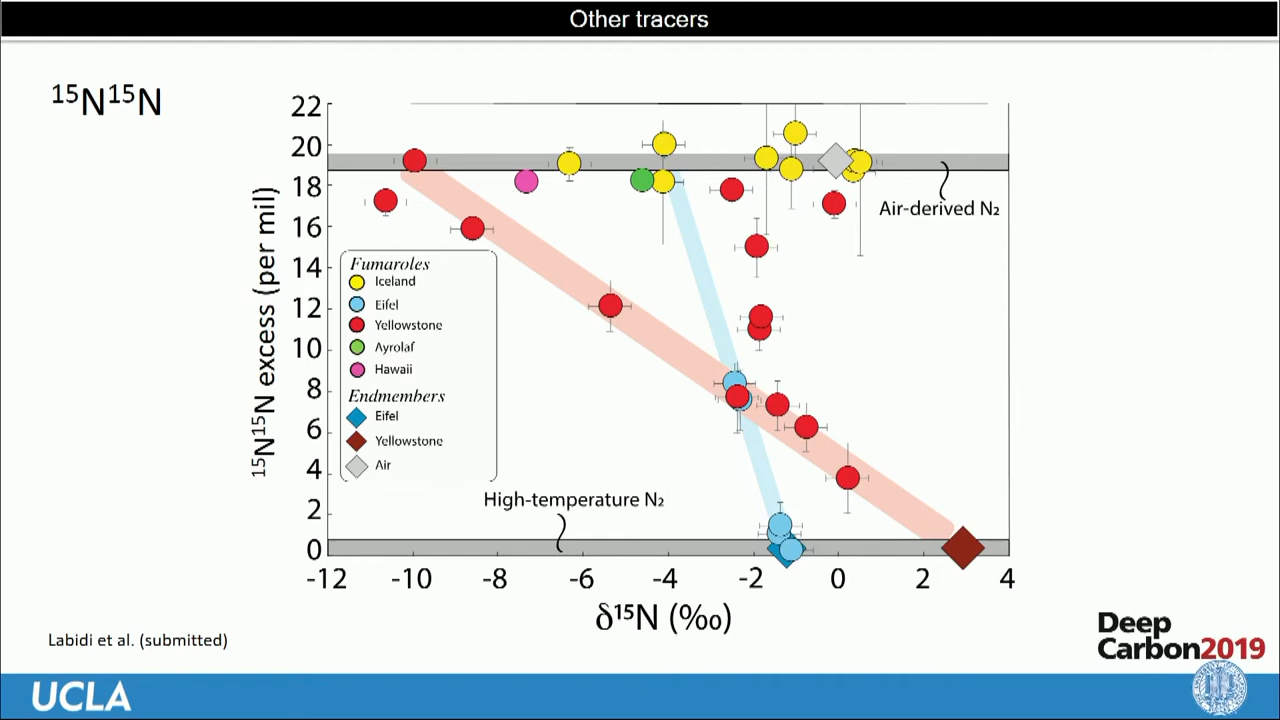 Other tracers
¹⁵N¹⁵N
22
20
18
16
14
12
10
8
6
4
2
0
¹⁵N¹⁵N excess (per mil)
Air-derived N₂
Fumaroles
Iceland
Eifel
Yellowstone
Ayrolaf
Hawaii
Endmembers
Eifel
Yellowstone
Air
High-temperature N₂
-12 -10 -8 -6 -4 -2 0 2 4
δ¹⁵N (‰)
Labidi et al. (submitted)
Deep
Carbon2019
UCLA